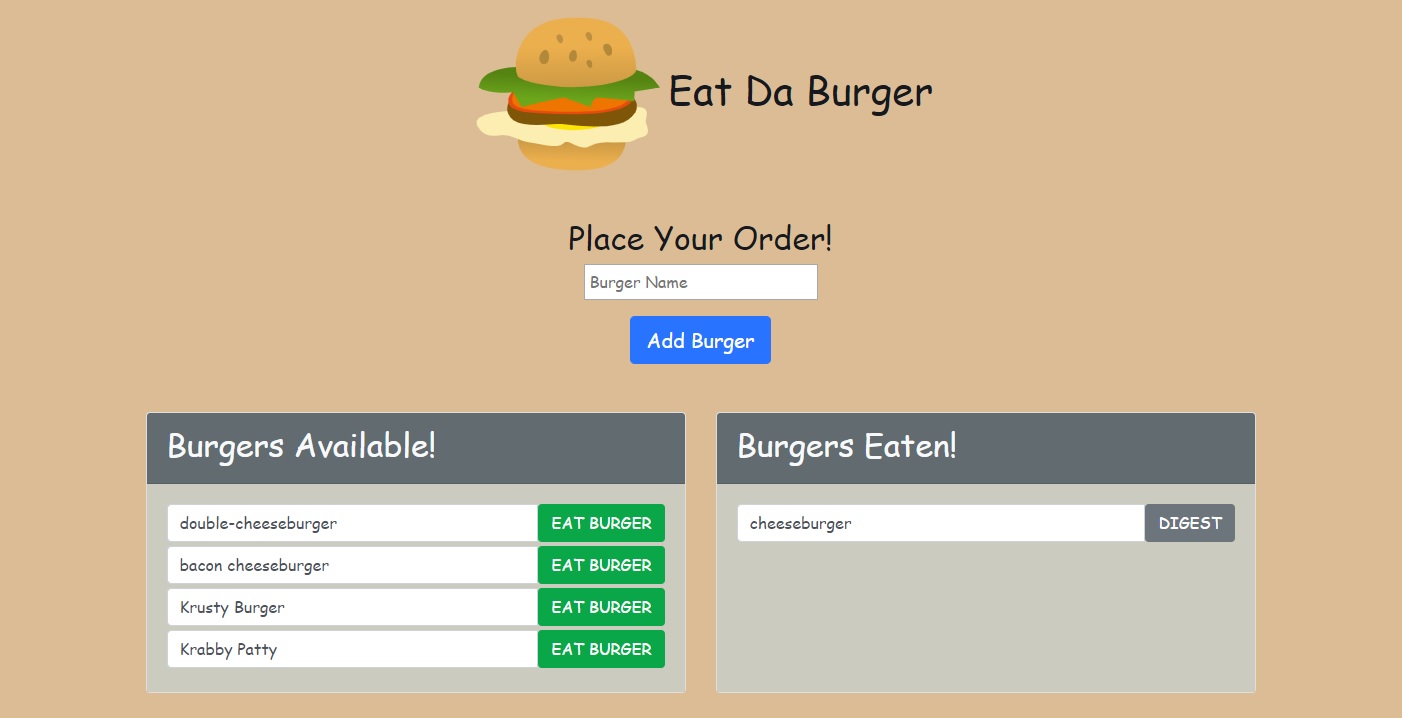 Eat Da Burger
Place Your Order!
Burger Name
Add Burger
Burgers Available!
double-cheeseburger EAT BURGER
bacon cheeseburger EAT BURGER
Krusty Burger EAT BURGER
Krabby Patty EAT BURGER
Burgers Eaten!
cheeseburger DIGEST